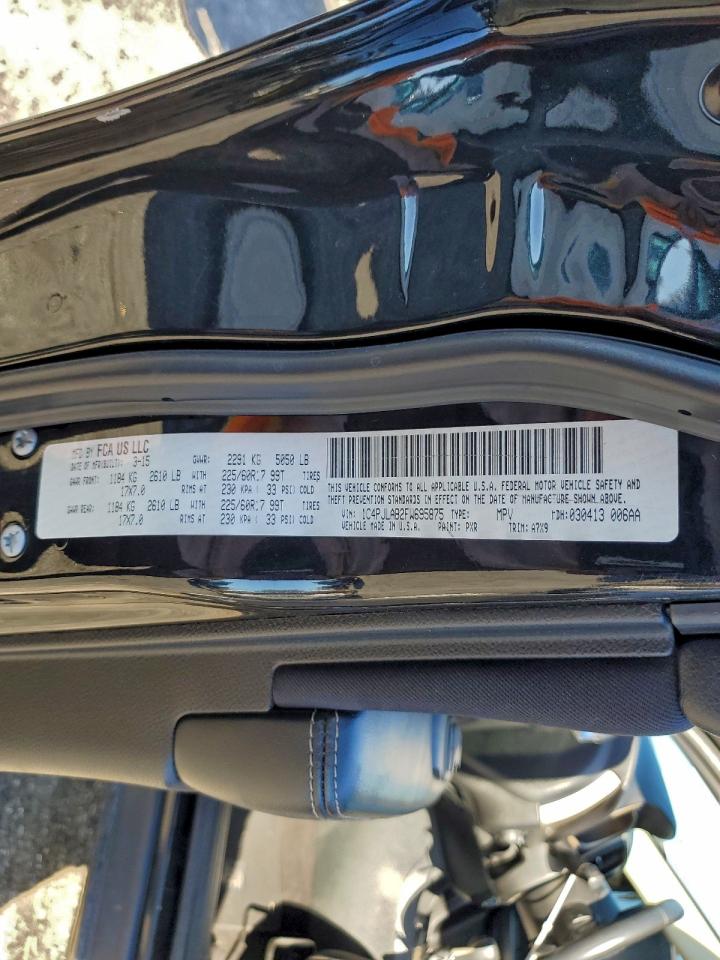 MFD BY FCA US LLC
DATE OF MFR(BUILT): 3-15 GVWR: 2291 KG 5050 LB
GAWR FRONT: 1184 KG 2610 LB WITH 225/60R17 99T TIRES
17X7.0 RIMS AT 230 KPA ( 33 PSI) COLD
GAWR REAR: 1184 KG 2610 LB WITH 225/60R17 99T TIRES
17X7.0 RIMS AT 230 KPA ( 33 PSI) COLD
THIS VEHICLE CONFORMS TO ALL APPLICABLE U.S.A. FEDERAL MOTOR VEHICLE SAFETY AND
THEFT PREVENTION STANDARDS IN EFFECT ON THE DATE OF MANUFACTURE SHOWN ABOVE.
VIN: 1C4PJLAB2FW695875 TYPE: MPV MDH:030413 006AA
VEHICLE MADE IN U.S.A. PAINT: PXR TRIM: A7X9